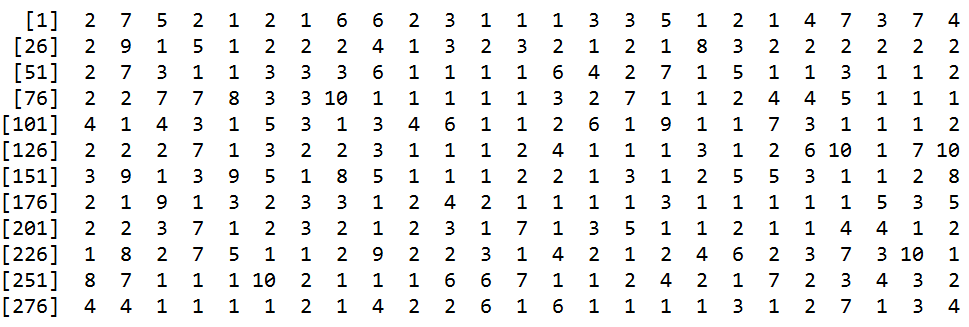 [1] 2 7 5 2 1 2 1 6 6 2 3 1 1 1 3 3 5 1 2 1 4 7 3 7 4
[26] 2 9 1 5 1 2 2 2 4 1 3 2 3 2 1 2 1 8 3 2 2 2 2 2 2
[51] 2 7 3 1 1 3 3 3 6 1 1 1 1 6 4 2 7 1 5 1 1 3 1 1 2
[76] 2 2 7 7 8 3 3 10 1 1 1 1 1 3 2 7 1 1 2 4 4 5 1 1 1
[101] 4 1 4 3 1 5 3 1 3 4 6 1 1 2 6 1 9 1 1 7 3 1 1 1 2
[126] 2 2 2 7 1 3 2 2 3 1 1 1 2 4 1 1 1 3 1 2 6 10 1 7 10
[151] 3 9 1 3 9 5 1 8 5 1 1 1 2 2 1 3 1 2 5 5 3 1 1 2 8
[176] 2 1 9 1 3 2 3 3 1 2 4 2 1 1 1 1 3 1 1 1 1 1 5 3 5
[201] 2 2 3 7 1 2 3 2 1 2 3 1 7 1 3 5 1 1 2 1 1 4 4 1 2
[226] 1 8 2 7 5 1 1 2 9 2 2 3 1 4 2 1 2 4 6 2 3 7 3 10 1
[251] 8 7 1 1 1 10 2 1 1 1 6 6 7 1 1 2 4 2 1 7 2 3 4 3 2
[276] 4 4 1 1 1 1 2 1 4 2 2 6 1 6 1 1 1 1 3 1 2 7 1 3 4